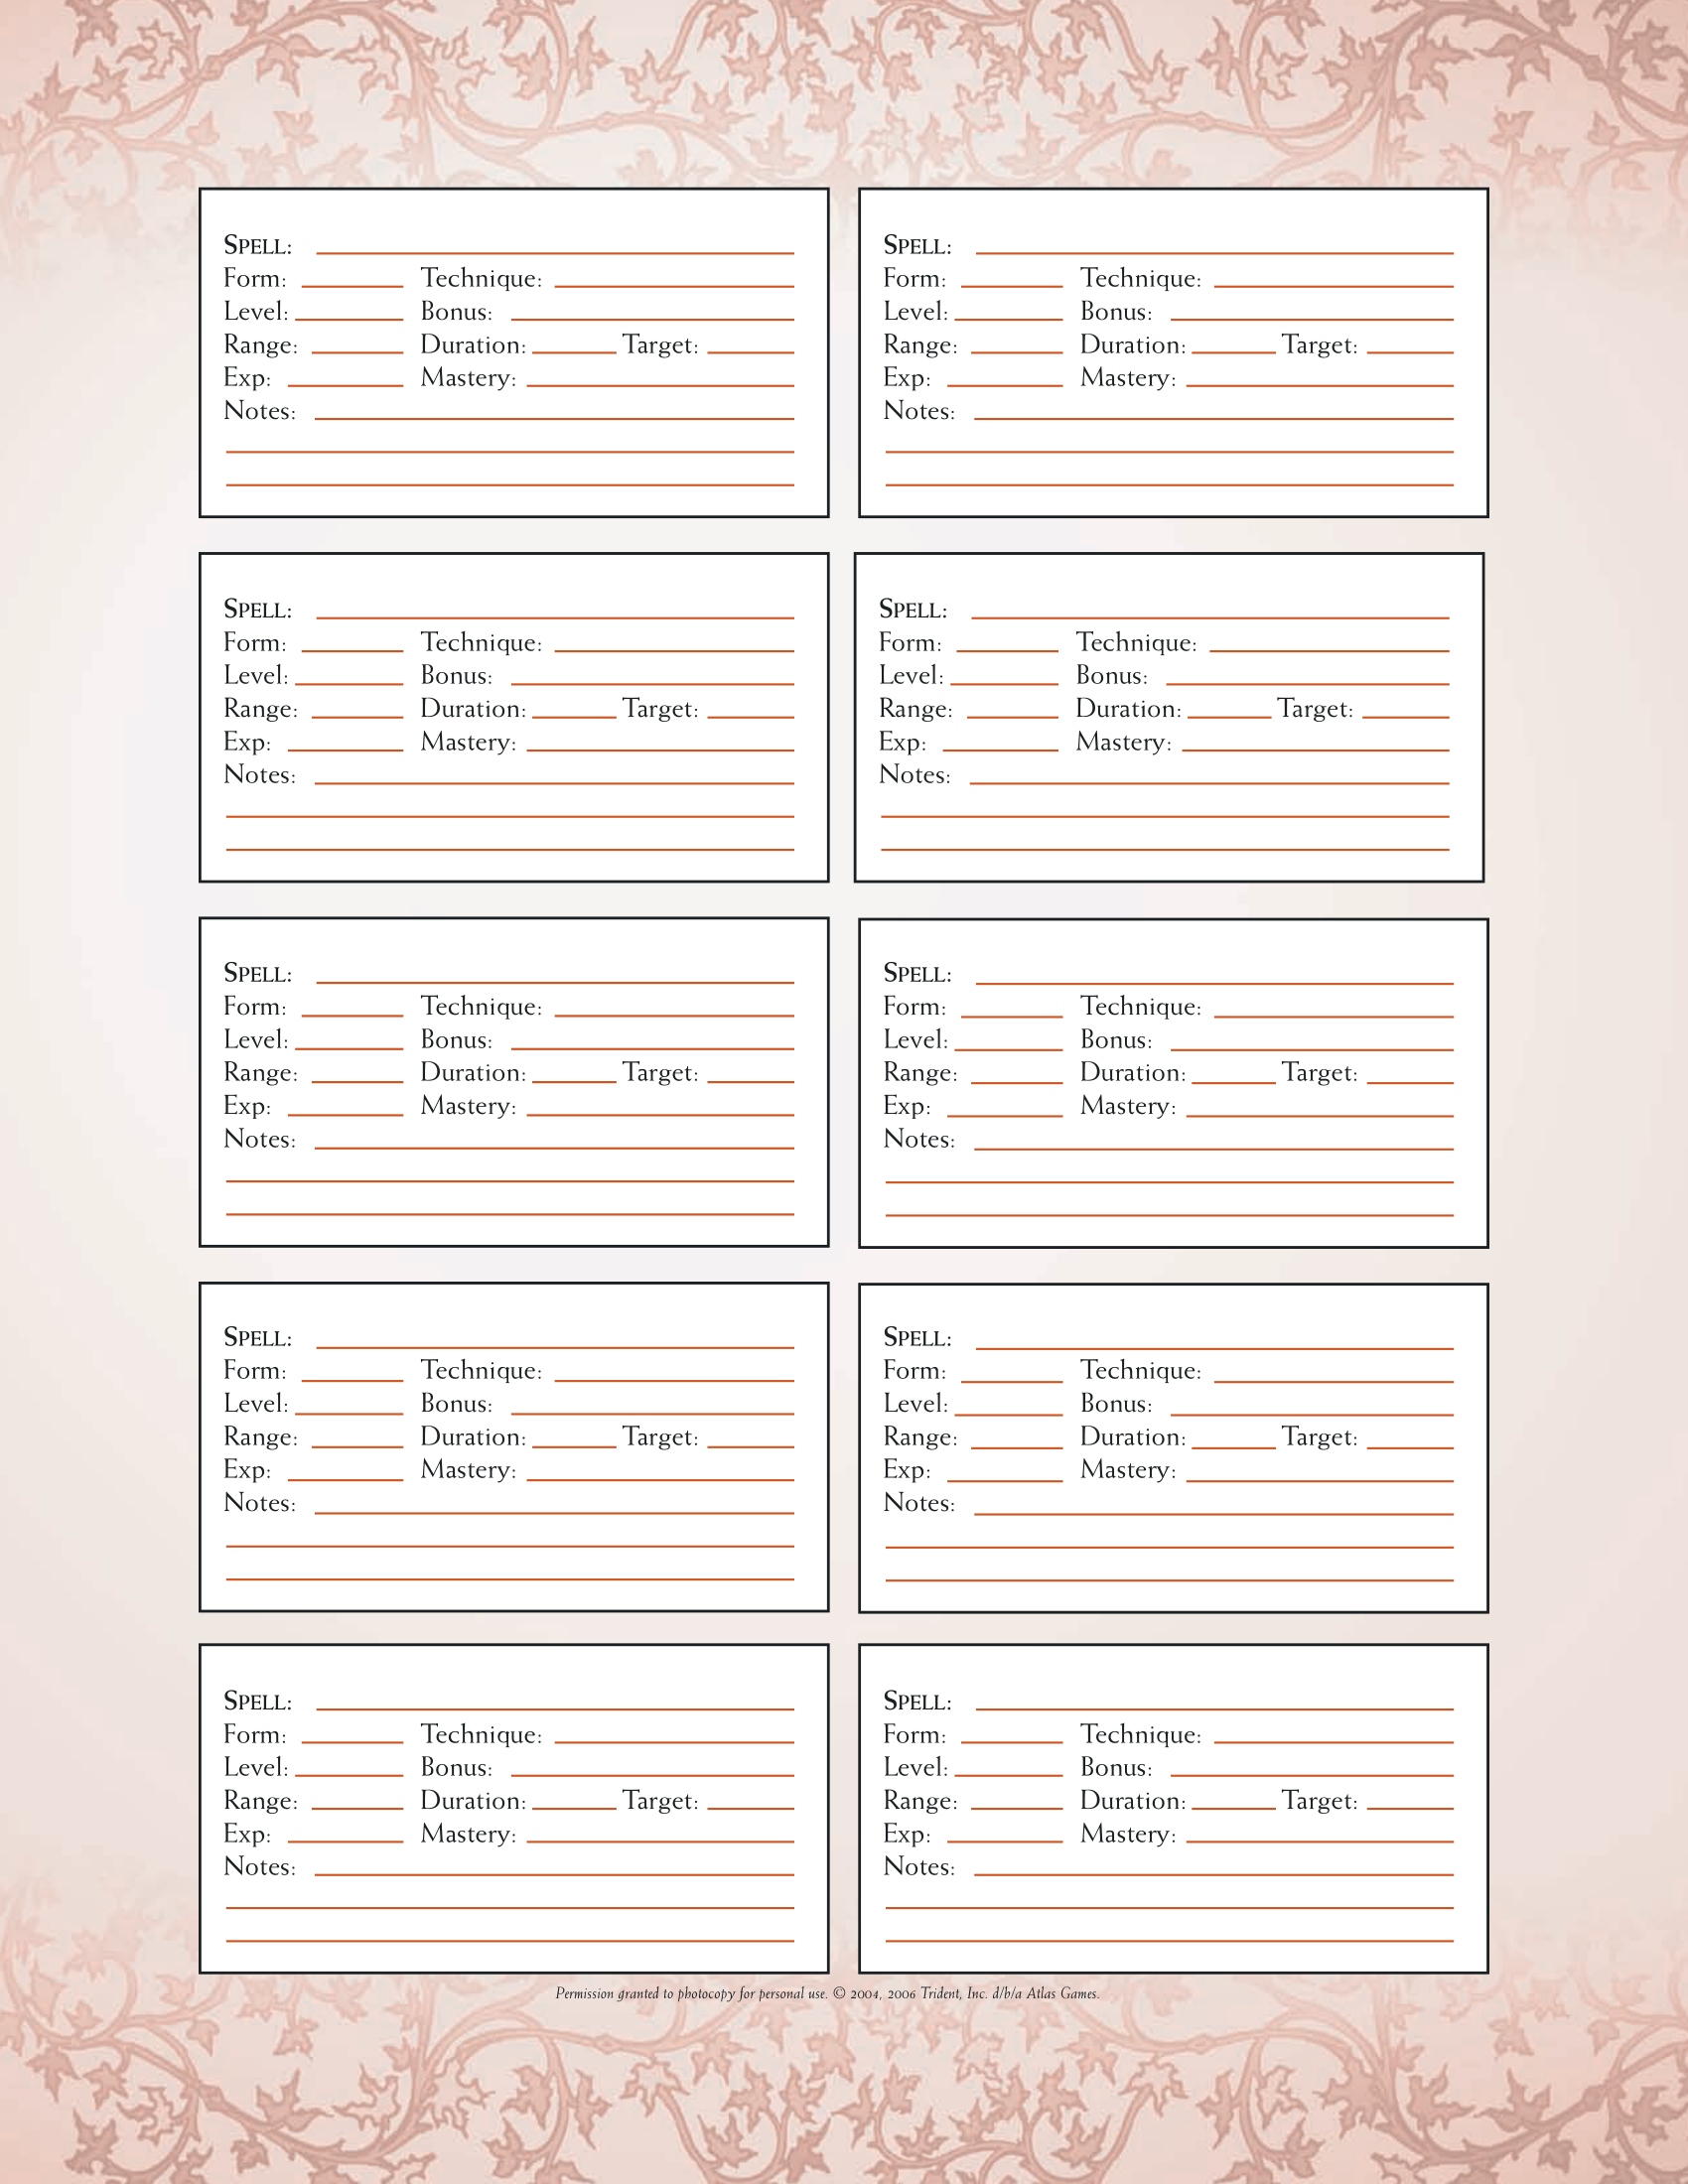 SPELL:
Form: Technique:
Level: Bonus:
Range: Duration: Target:
Exp: Mastery:
Notes:
SPELL:
Form: Technique:
Level: Bonus:
Range: Duration: Target:
Exp: Mastery:
Notes:
SPELL:
Form: Technique:
Level: Bonus:
Range: Duration: Target:
Exp: Mastery:
Notes:
SPELL:
Form: Technique:
Level: Bonus:
Range: Duration: Target:
Exp: Mastery:
Notes:
SPELL:
Form: Technique:
Level: Bonus:
Range: Duration: Target:
Exp: Mastery:
Notes:
SPELL:
Form: Technique:
Level: Bonus:
Range: Duration: Target:
Exp: Mastery:
Notes:
SPELL:
Form: Technique:
Level: Bonus:
Range: Duration: Target:
Exp: Mastery:
Notes:
SPELL:
Form: Technique:
Level: Bonus:
Range: Duration: Target:
Exp: Mastery:
Notes:
SPELL:
Form: Technique:
Level: Bonus:
Range: Duration: Target:
Exp: Mastery:
Notes:
SPELL:
Form: Technique:
Level: Bonus:
Range: Duration: Target:
Exp: Mastery:
Notes:
Permission granted to photocopy for personal use. © 2004, 2006 Trident, Inc. d/b/a Atlas Games.